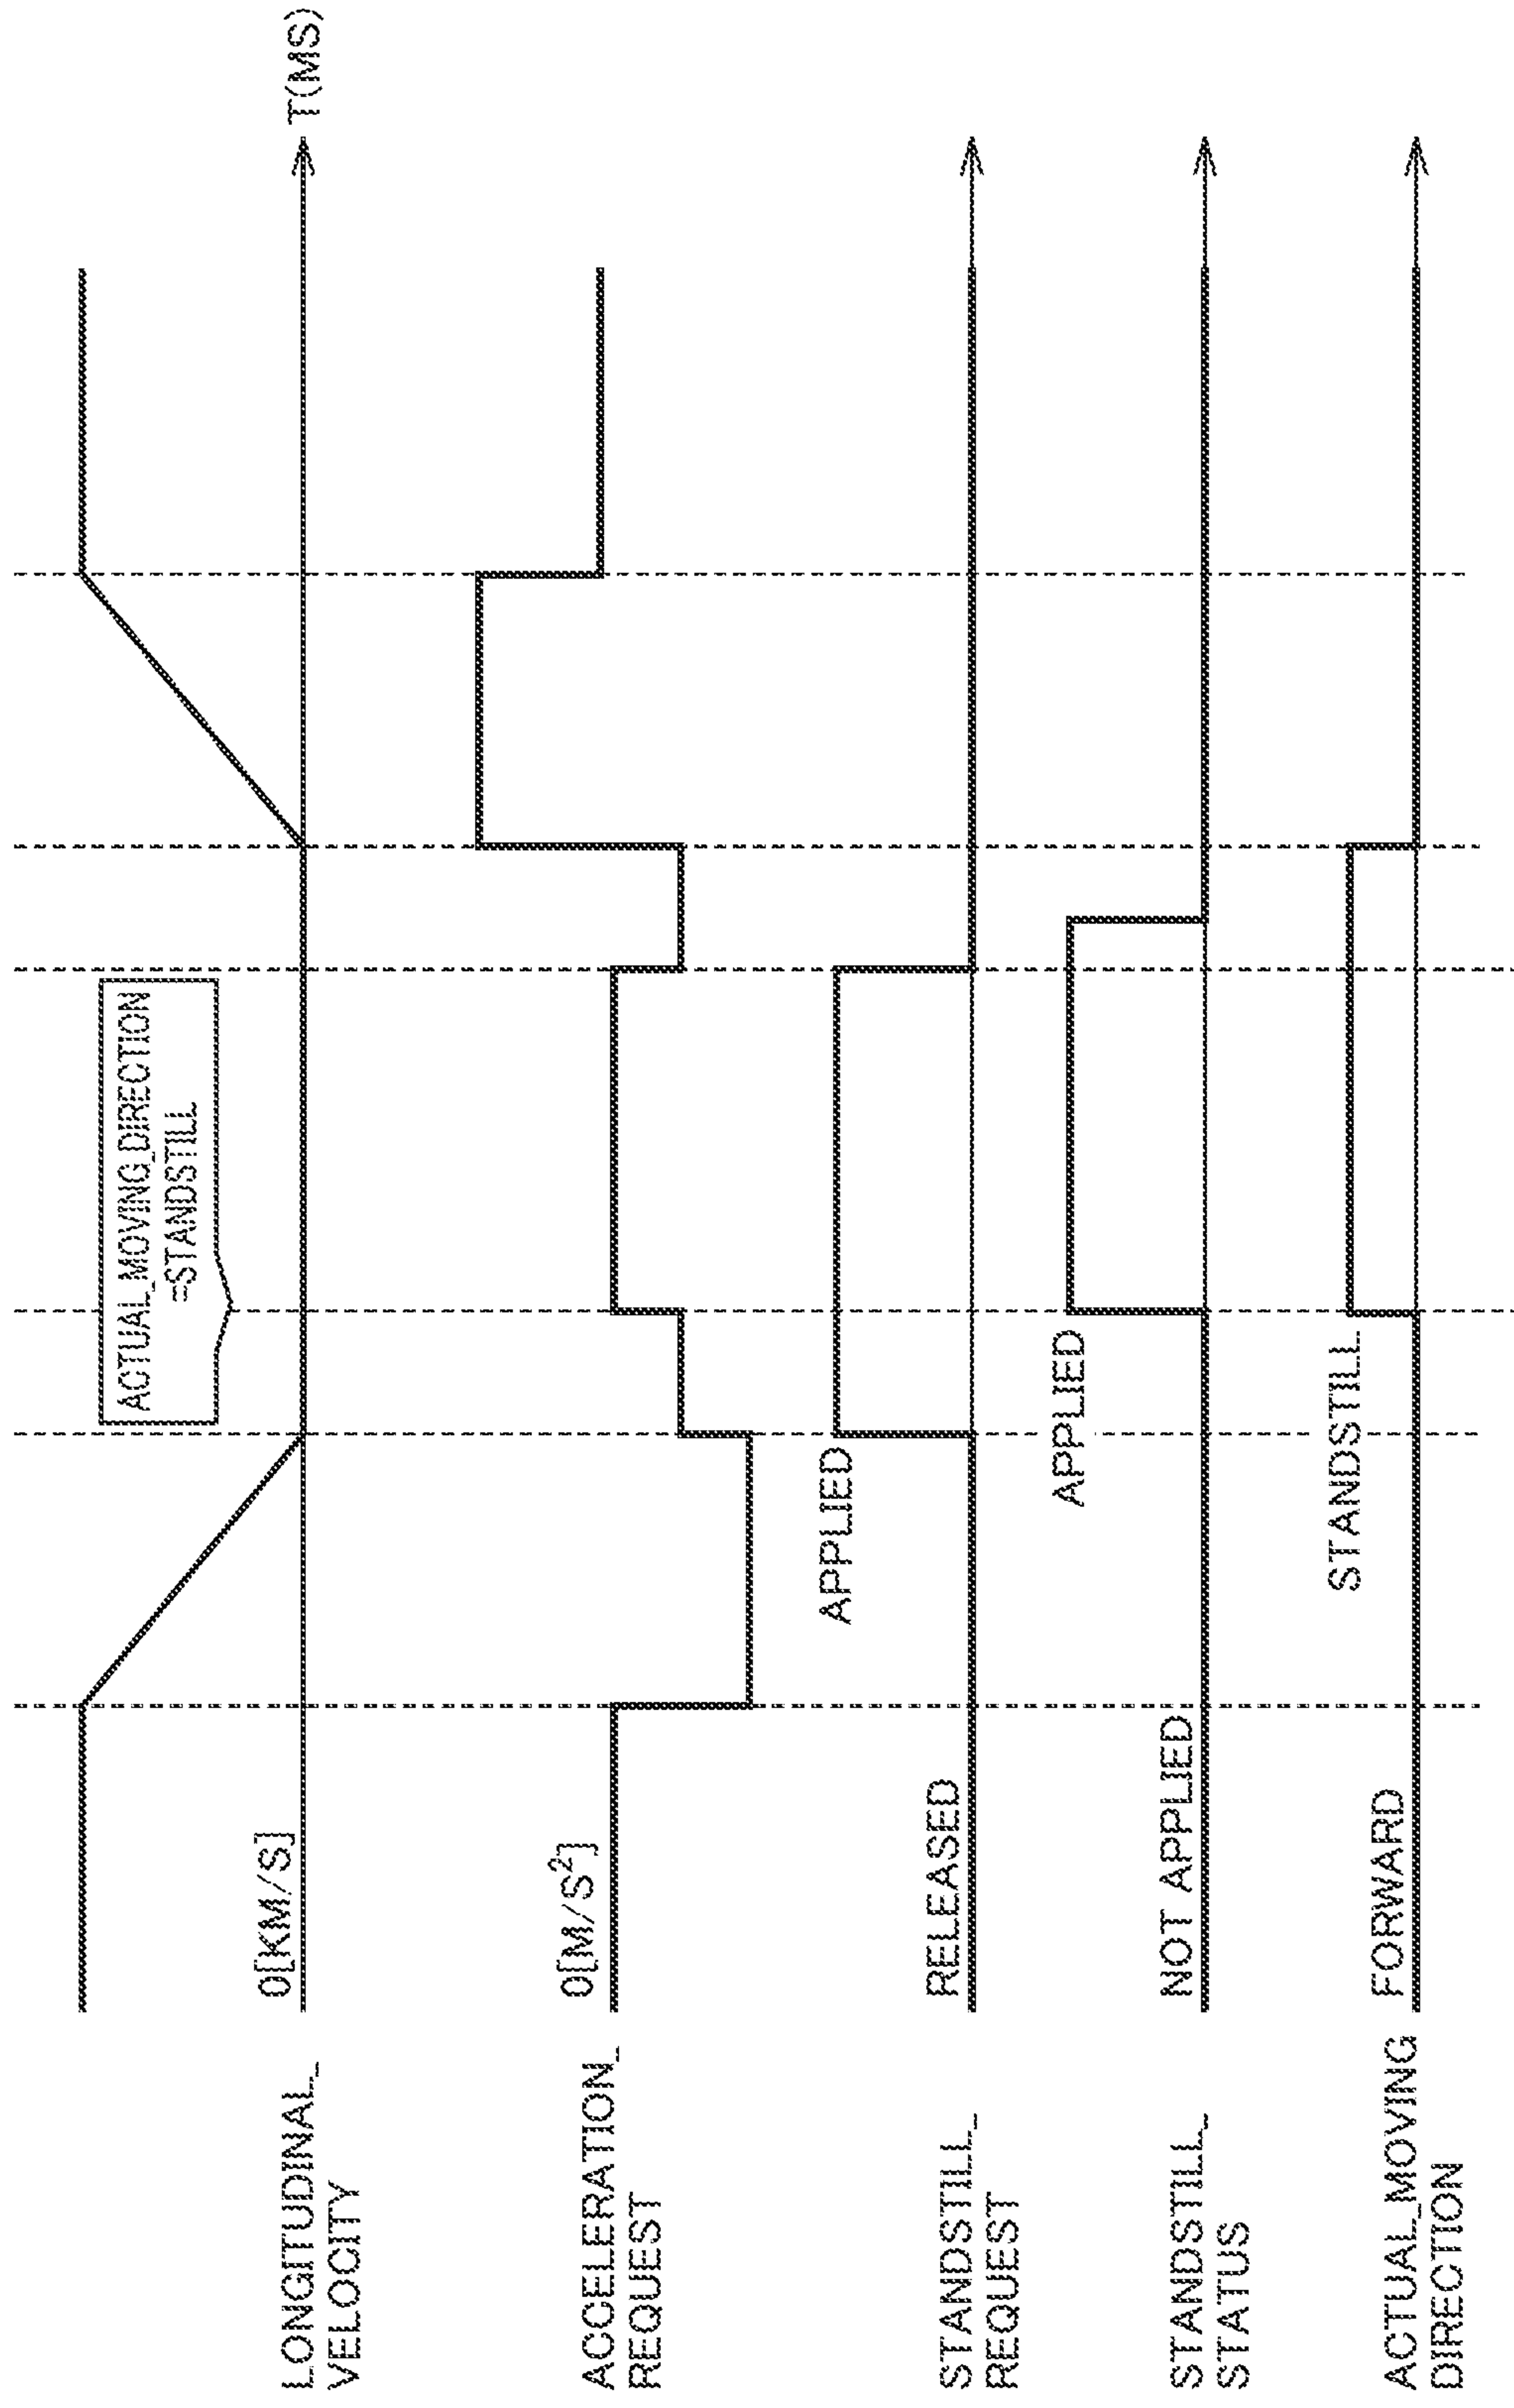 ACTUAL_MOVING_DIRECTION
=STANDSTILL
T(MS)
0[KM/S]
LONGITUDINAL_
VELOCITY
0[M/S²]
ACCELERATION_
REQUEST
APPLIED
RELEASED
STANDSTILL_
REQUEST
APPLIED
NOT APPLIED
STANDSTILL_
STATUS
STANDSTILL
FORWARD
ACTUAL_MOVING
DIRECTION